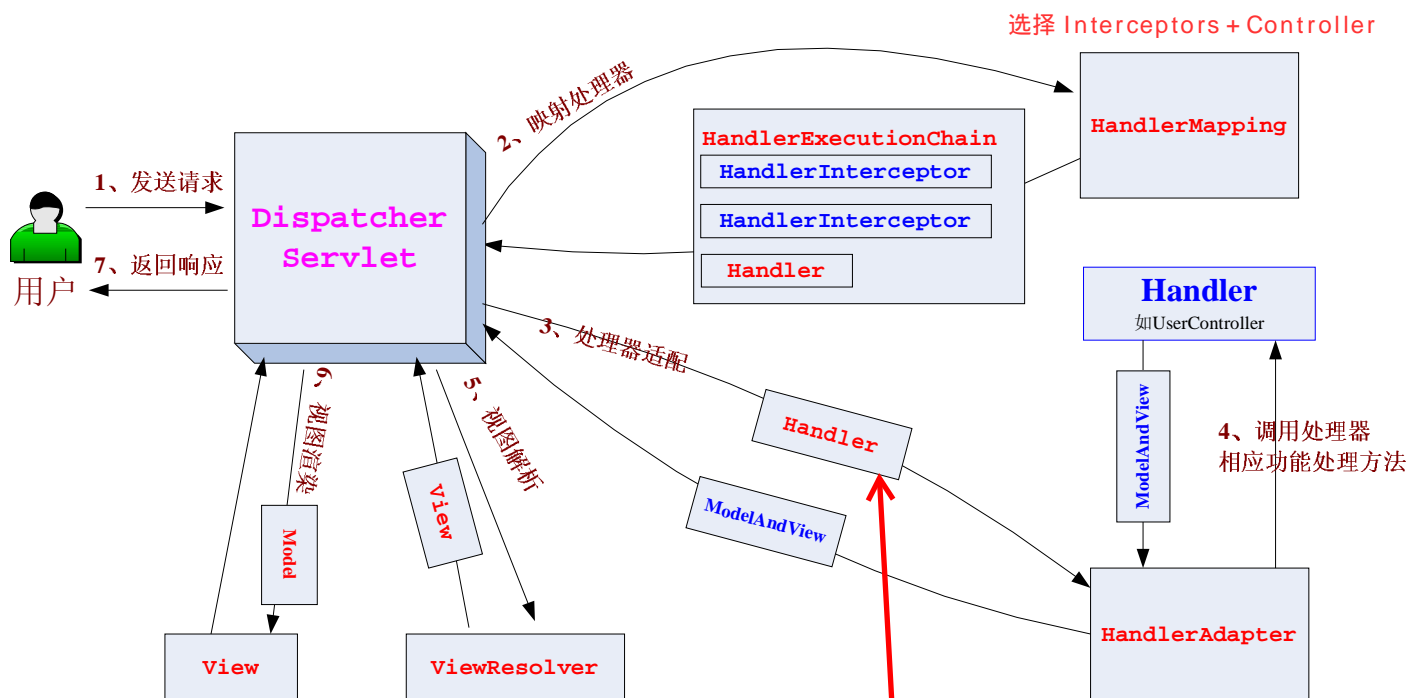 选择 Interceptors + Controller
2、映射处理器
HandlerMapping
HandlerExecutionChain
HandlerInterceptor
HandlerInterceptor
Handler
1、发送请求
Dispatcher
Servlet
7、返回响应
用户
Handler
如UserController
3、处理器适配
Handler
ModelAndView
ModelAndView
4、调用处理器
相应功能处理方法
6、视图渲染
5、视图解析
View
Model
View
ViewResolver
HandlerAdapter